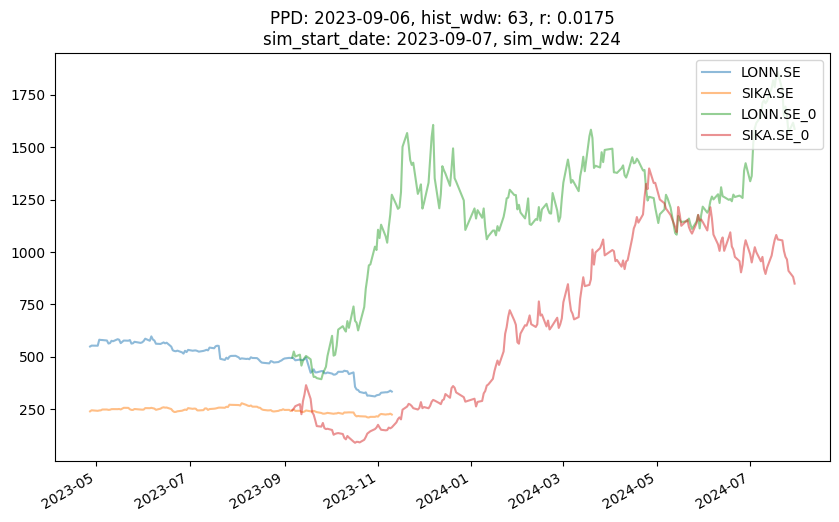 PPD: 2023-09-06, hist_wdw: 63, r: 0.0175
sim_start_date: 2023-09-07, sim_wdw: 224
LONN.SE
SIKA.SE
LONN.SE_0
SIKA.SE_0
1750
1500
1250
1000
750
500
250
2023-05
2023-07
2023-09
2023-11
2024-01
2024-03
2024-05
2024-07